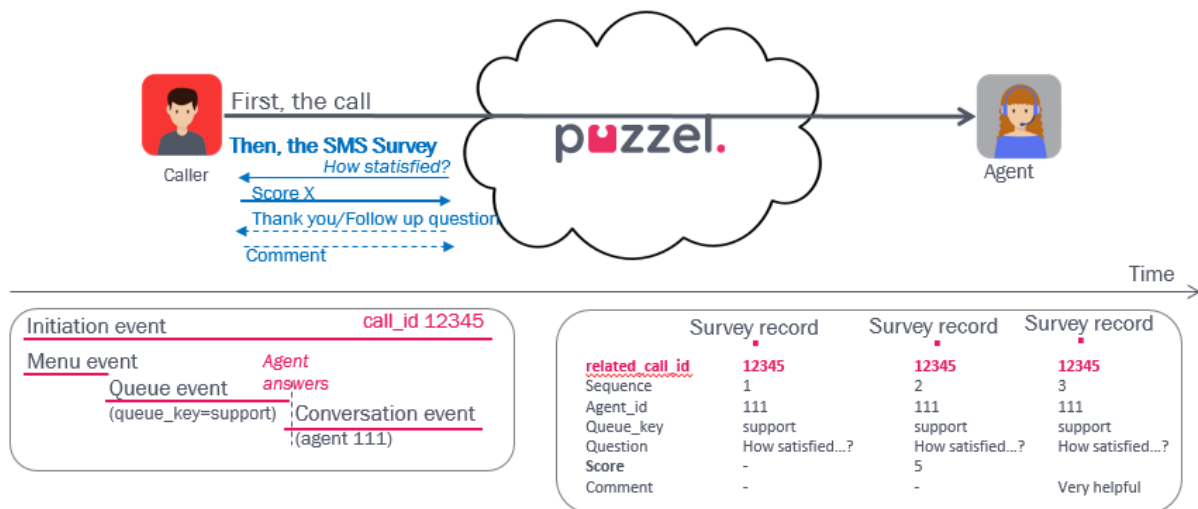 First, the call
Then, the SMS Survey
How statisfied?
Score X
Thank you/Follow up question
Comment
Caller
puzzel.
Agent
Time
Initiation event call_id 12345
Menu event
Agent
answers
Queue event
(queue_key=support)
Conversation event
(agent 111)
Survey record Survey record Survey record
related_call_id 12345 12345 12345
Sequence 1 2 3
Agent_id 111 111 111
Queue_key support support support
Question How satisfied...? How satisfied...? How satisfied...?
Score - 5
Comment - - Very helpful